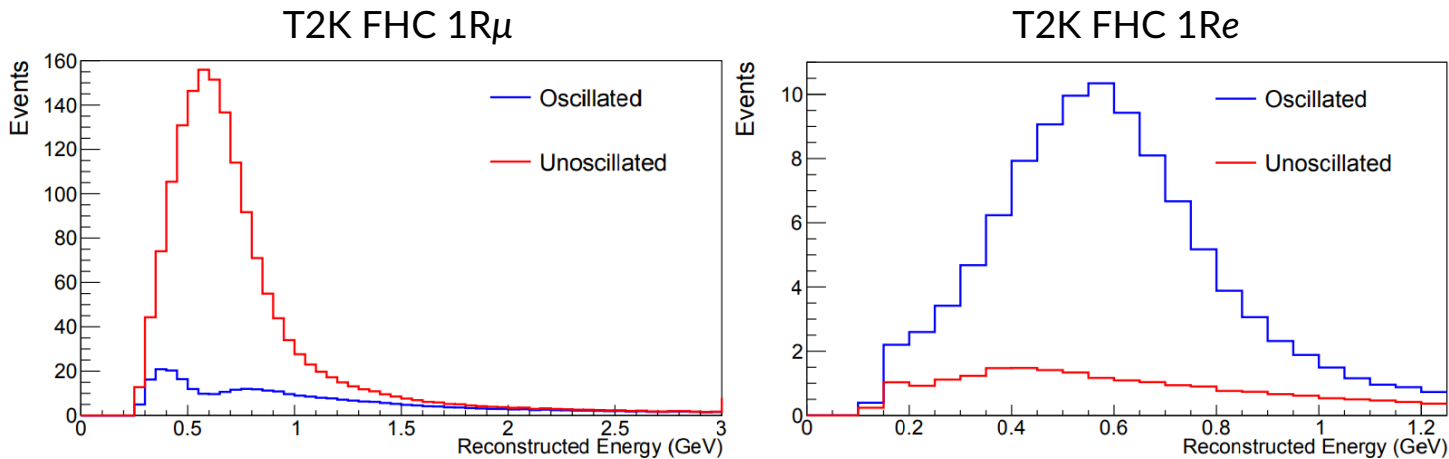 T2K FHC 1Rμ
Events
160
140
120
100
80
60
40
20
0
Oscillated
Unoscillated
0 0.5 1 1.5 2 2.5 3
Reconstructed Energy (GeV)
T2K FHC 1Re
Events
10
8
6
4
2
0
Oscillated
Unoscillated
0 0.2 0.4 0.6 0.8 1 1.2
Reconstructed Energy (GeV)